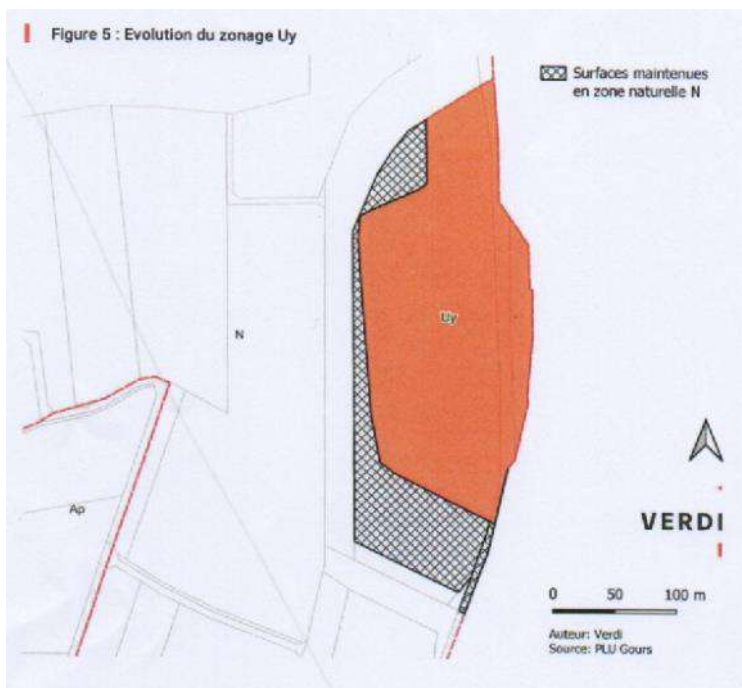 Figure 5 : Evolution du zonage Uy
Surfaces maintenues
en zone naturelle N
Uy
N
Ap
VERDI
0 50 100 m
Auteur: Verdi
Source: PLU Gours